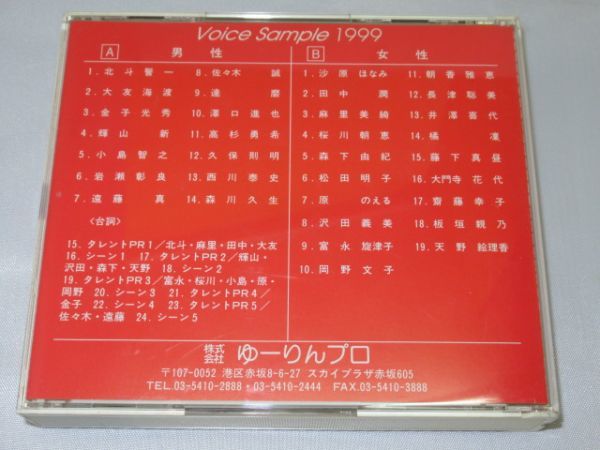 Voice Sample 1999
A 男性
1. 北斗誓一
2. 大友海渡
3. 金子光秀
4. 輝山 新
5. 小島智之
6. 岩瀬彰良
7. 遠藤 真
8. 佐々木 誠
9. 達 磨
10. 澤口進也
11. 高杉勇希
12. 久保則明
13. 西川泰史
14. 森川久生
〈台詞〉
15. タレントPR1/北斗・麻里・田中・大友
16. シーン1 17. タレントPR2/輝山・
沢田・森下・天野 18. シーン2
19. タレントPR3/富永・桜川・小島・原・
岡野 20. シーン3 21. タレントPR4/
金子 22. シーン4 23. タレントPR5/
佐々木・遠藤 24. シーン5
B 女性
1. 沙原ほなみ
2. 田中 潤
3. 麻里美綺
4. 桜川朝恵
5. 森下由紀
6. 松田明子
7. 原 のえる
8. 沢田義美
9. 富永旋津子
10. 岡野文子
11. 朝香雅恵
12. 長津聡美
13. 井澤喜代
14. 橘 凜
15. 藤下真昼
16. 大門寺花代
17. 齋藤幸子
18. 板垣親乃
19. 天野絵理香
株式会社 ゆーりんプロ
〒107-0052 港区赤坂8-6-27 スカイプラザ赤坂605
TEL.03-5410-2888・03-5410-2444 FAX.03-5410-3888